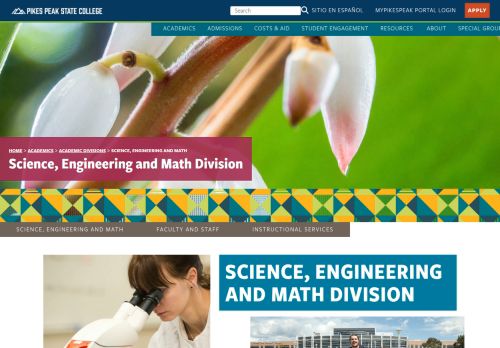 PIKES PEAK STATE COLLEGE
Search
SITIO EN ESPAÑOL
MYPIKESPEAK PORTAL LOGIN
APPLY
ACADEMICS ADMISSIONS COSTS & AID STUDENT ENGAGEMENT RESOURCES ABOUT SPECIAL GROU
HOME > ACADEMICS > ACADEMIC DIVISIONS > SCIENCE, ENGINEERING AND MATH
Science, Engineering and Math Division
SCIENCE, ENGINEERING AND MATH FACULTY AND STAFF INSTRUCTIONAL SERVICES
SCIENCE, ENGINEERING
AND MATH DIVISION